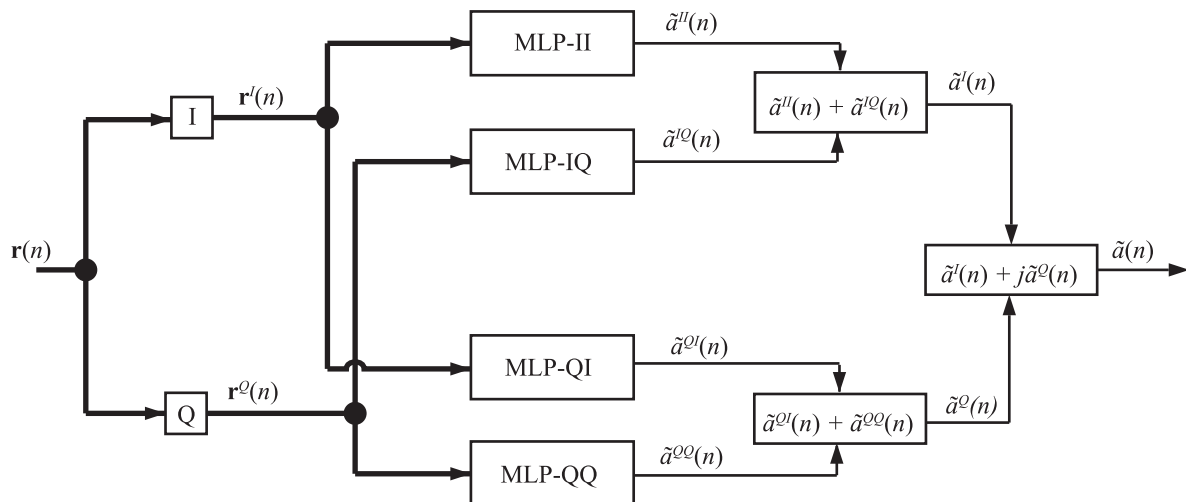 MLP-II
ã^{II}(n)
ã^{II}(n) + ã^{IQ}(n)
ã^I(n)
I
r^I(n)
MLP-IQ
ã^{IQ}(n)
r(n)
ã^I(n) + jã^Q(n)
ã(n)
MLP-QI
ã^{QI}(n)
Q
r^Q(n)
ã^{QI}(n) + ã^{QQ}(n)
ã^Q(n)
MLP-QQ
ã^{QQ}(n)